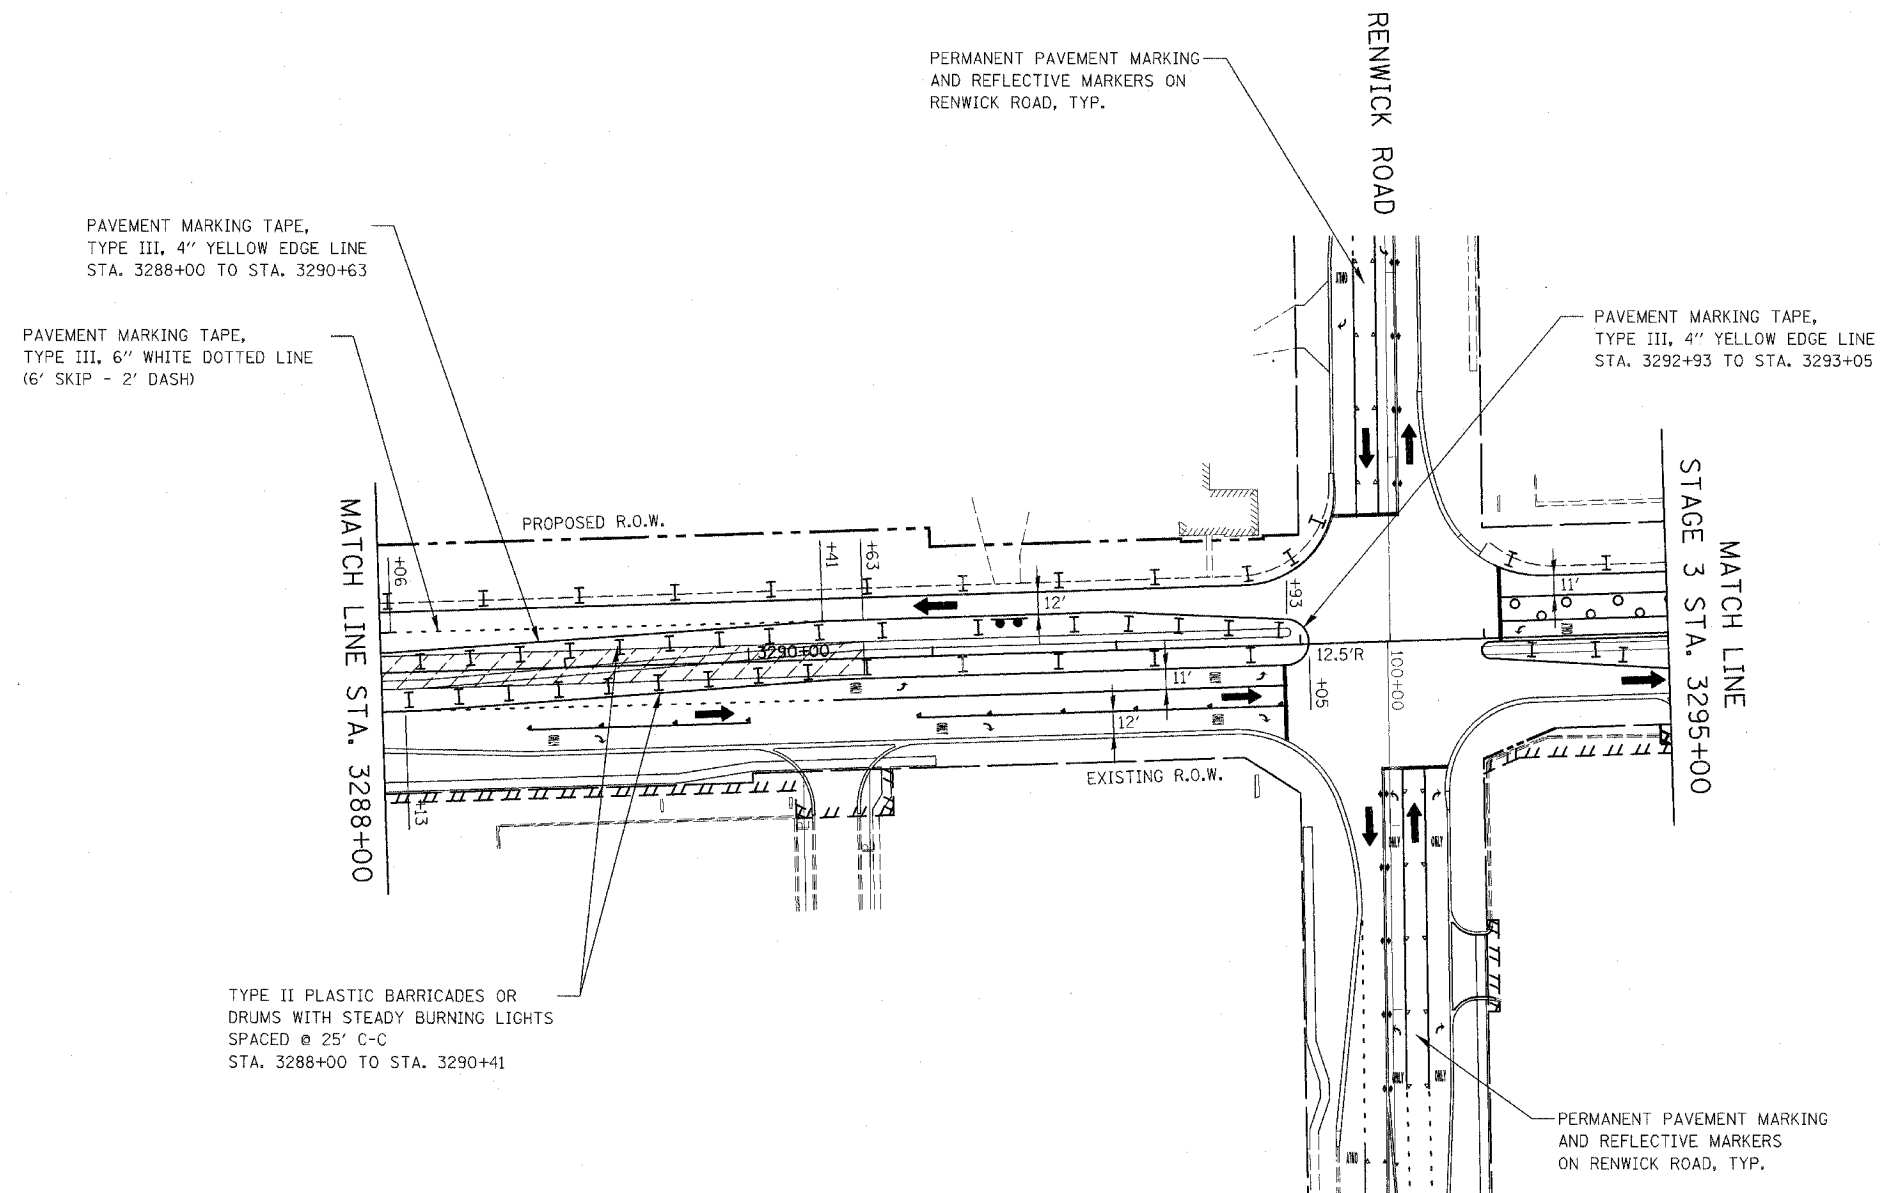 RENWICK ROAD
PERMANENT PAVEMENT MARKING
AND REFLECTIVE MARKERS ON
RENWICK ROAD, TYP.
PAVEMENT MARKING TAPE,
TYPE III, 4" YELLOW EDGE LINE
STA. 3288+00 TO STA. 3290+63
PAVEMENT MARKING TAPE,
TYPE III, 6" WHITE DOTTED LINE
(6' SKIP - 2' DASH)
PAVEMENT MARKING TAPE,
TYPE III, 4" YELLOW EDGE LINE
STA. 3292+93 TO STA. 3293+05
MATCH LINE STA. 3288+00
PROPOSED R.O.W.
+06
+41
+63
+93
12'
11'
3290+00
12.5'R
+05
100+00
11'
12'
+13
EXISTING R.O.W.
MATCH LINE
STAGE 3 STA. 3295+00
ONLY
ONLY
ONLY
ONLY
TYPE II PLASTIC BARRICADES OR
DRUMS WITH STEADY BURNING LIGHTS
SPACED @ 25' C-C
STA. 3288+00 TO STA. 3290+41
PERMANENT PAVEMENT MARKING
AND REFLECTIVE MARKERS
ON RENWICK ROAD, TYP.